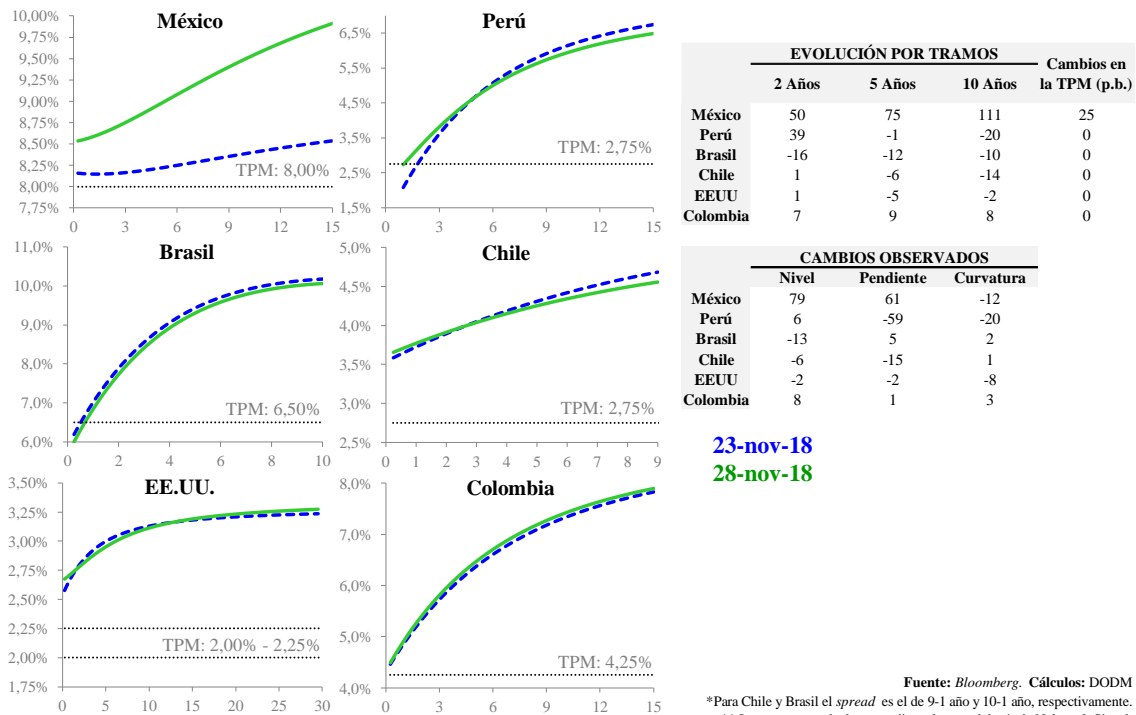 México
10,00%
9,75%
9,50%
9,25%
9,00%
8,75%
8,50%
8,25%
8,00%
7,75%
TPM: 8,00%
0 3 6 9 12 15
Perú
6,5%
5,5%
4,5%
3,5%
2,5%
1,5%
TPM: 2,75%
0 3 6 9 12 15
Brasil
11,0%
10,0%
9,0%
8,0%
7,0%
6,0%
TPM: 6,50%
0 2 4 6 8 10
Chile
5,0%
4,5%
4,0%
3,5%
3,0%
2,5%
TPM: 2,75%
0 1 2 3 4 5 6 7 8 9
EE.UU.
3,50%
3,25%
3,00%
2,75%
2,50%
2,25%
2,00%
1,75%
TPM: 2,00% - 2,25%
0 5 10 15 20 25 30
Colombia
8,0%
7,0%
6,0%
5,0%
4,0%
TPM: 4,25%
0 3 6 9 12 15
EVOLUCIÓN POR TRAMOS
Cambios en la TPM (p.b.)
2 Años 5 Años 10 Años
México 50 75 111 25
Perú 39 -1 -20 0
Brasil -16 -12 -10 0
Chile 1 -6 -14 0
EEUU 1 -5 -2 0
Colombia 7 9 8 0
CAMBIOS OBSERVADOS
Nivel Pendiente Curvatura
México 79 61 -12
Perú 6 -59 -20
Brasil -13 5 2
Chile -6 -15 1
EEUU -2 -2 -8
Colombia 8 1 3
23-nov-18
28-nov-18
Fuente: Bloomberg. Cálculos: DODM
*Para Chile y Brasil el spread es el de 9-1 año y 10-1 año, respectivamente.